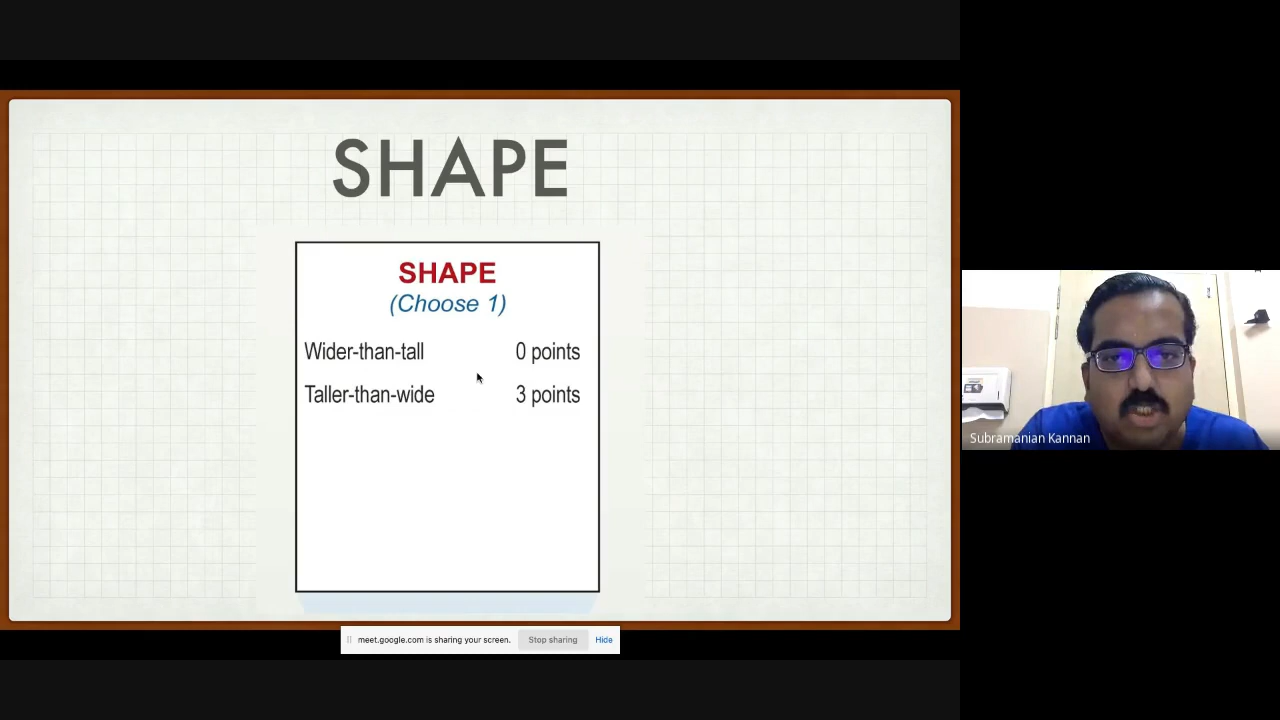 SHAPE
SHAPE
(Choose 1)
Wider-than-tall 0 points
Taller-than-wide 3 points
Subramanian Kannan
meet.google.com is sharing your screen. Stop sharing Hide